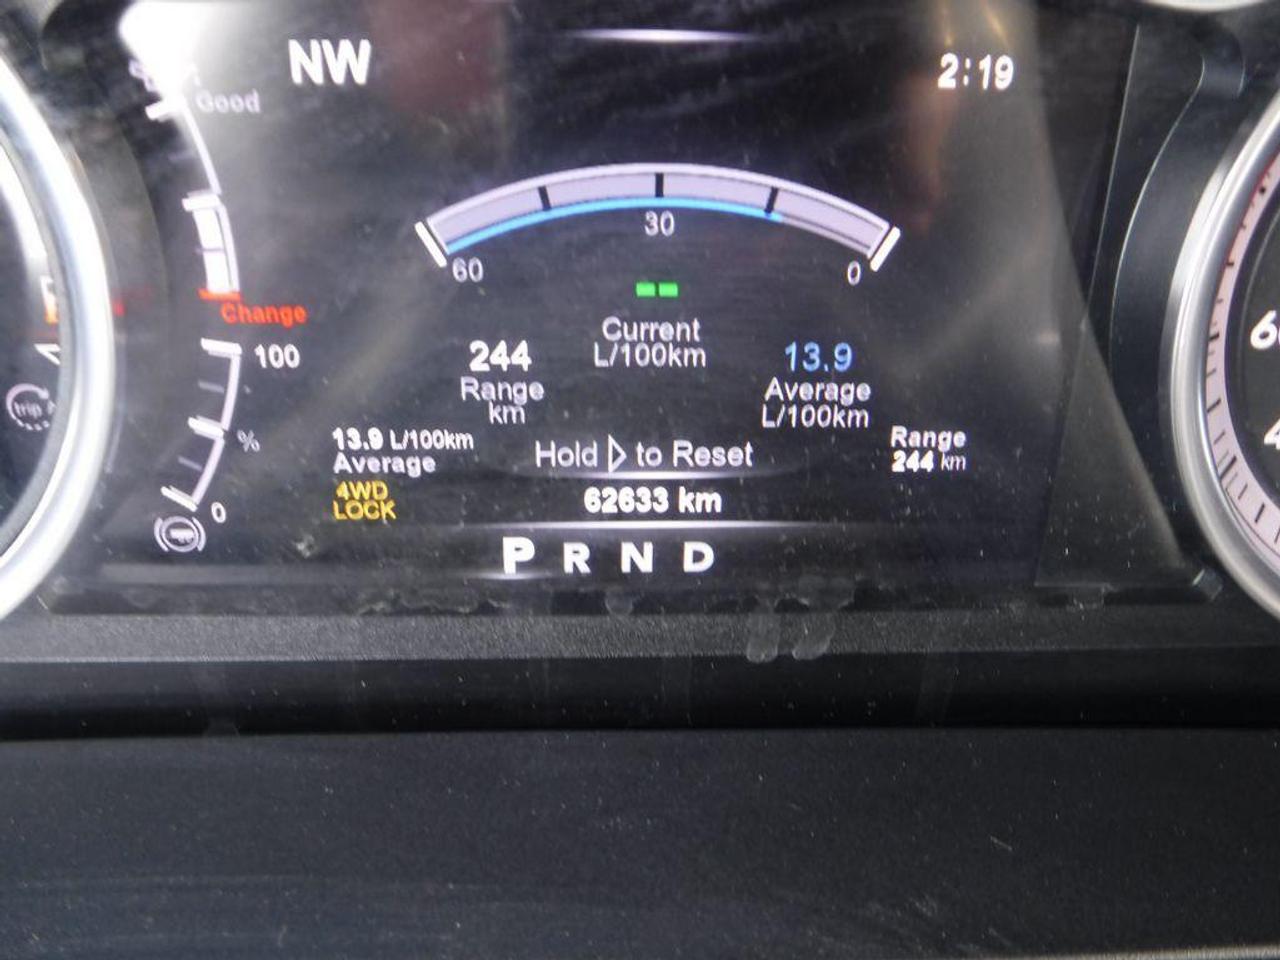 NW
2:19
Good
30
60
0
Change
Current
L/100km
100
244
Range
km
13.9
Average
L/100km
%
13.9 L/100km
Average
Hold ▷ to Reset
Range
244 km
4WD
LOCK
62633 km
0
P R N D
trip A